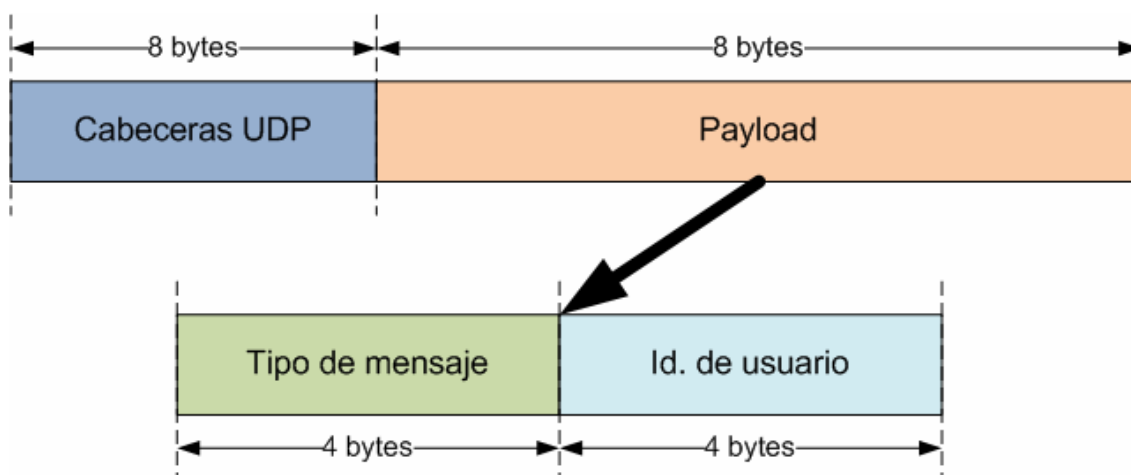 8 bytes
8 bytes
Cabeceras UDP
Payload
Tipo de mensaje
Id. de usuario
4 bytes
4 bytes